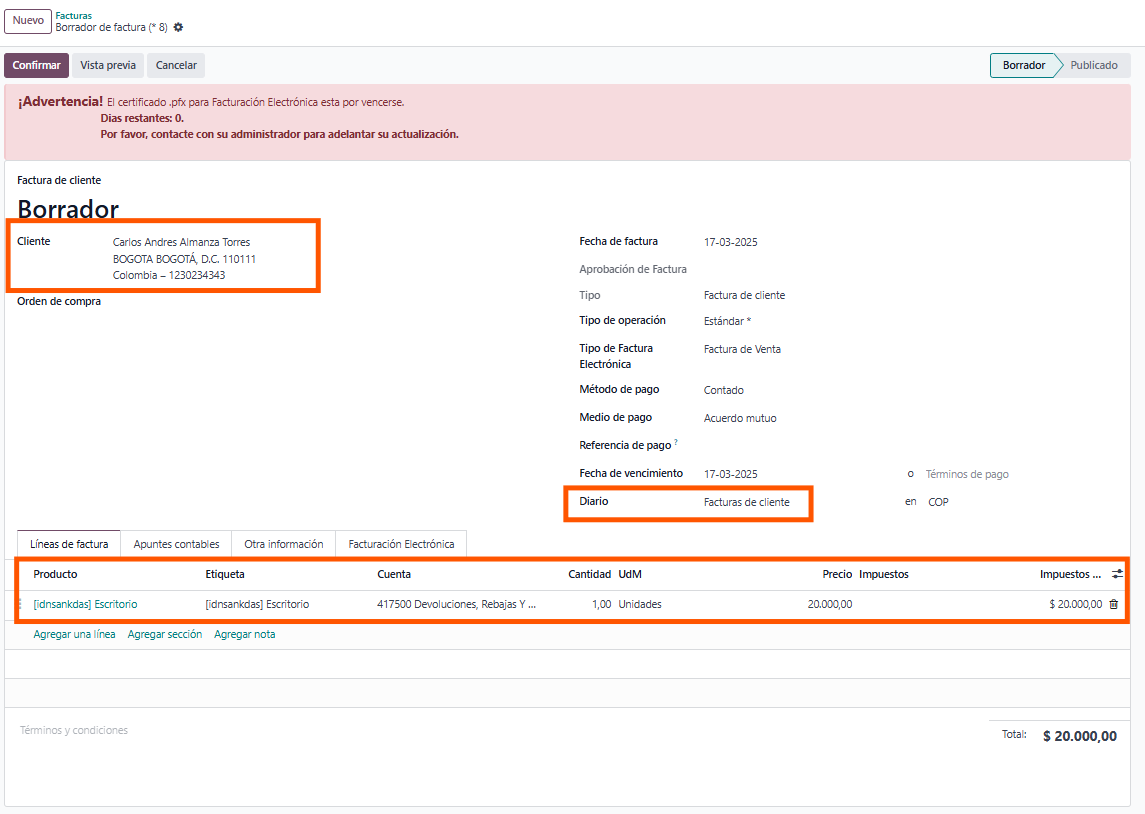 Nuevo
Facturas
Borrador de factura (* 8)
Confirmar
Vista previa
Cancelar
Borrador
Publicado
¡Advertencia! El certificado .pfx para Facturación Electrónica esta por vencerse.
Dias restantes: 0.
Por favor, contacte con su administrador para adelantar su actualización.
Factura de cliente
Borrador
Cliente
Carlos Andres Almanza Torres
BOGOTA BOGOTÁ, D.C. 110111
Colombia – 1230234343
Orden de compra
Fecha de factura 17-03-2025
Aprobación de Factura
Tipo Factura de cliente
Tipo de operación Estándar *
Tipo de Factura Electrónica Factura de Venta
Método de pago Contado
Medio de pago Acuerdo mutuo
Referencia de pago ?
Fecha de vencimiento 17-03-2025 o Términos de pago
Diario Facturas de cliente en COP
Líneas de factura Apuntes contables Otra información Facturación Electrónica
Producto Etiqueta Cuenta Cantidad UdM Precio Impuestos Impuestos ...
[idnsankdas] Escritorio [idnsankdas] Escritorio 417500 Devoluciones, Rebajas Y ... 1,00 Unidades 20.000,00 $ 20.000,00
Agregar una línea Agregar sección Agregar nota
Términos y condiciones
Total: $ 20.000,00